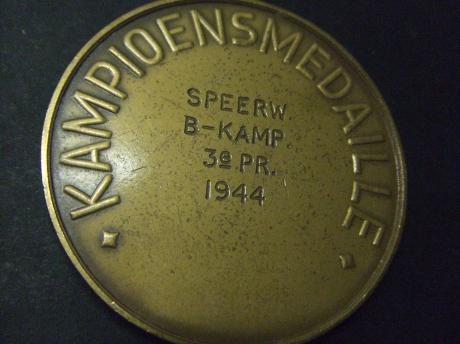 KAMPIOENSMEDAILLE
SPEERW.
B-KAMP.
3e PR.
1944